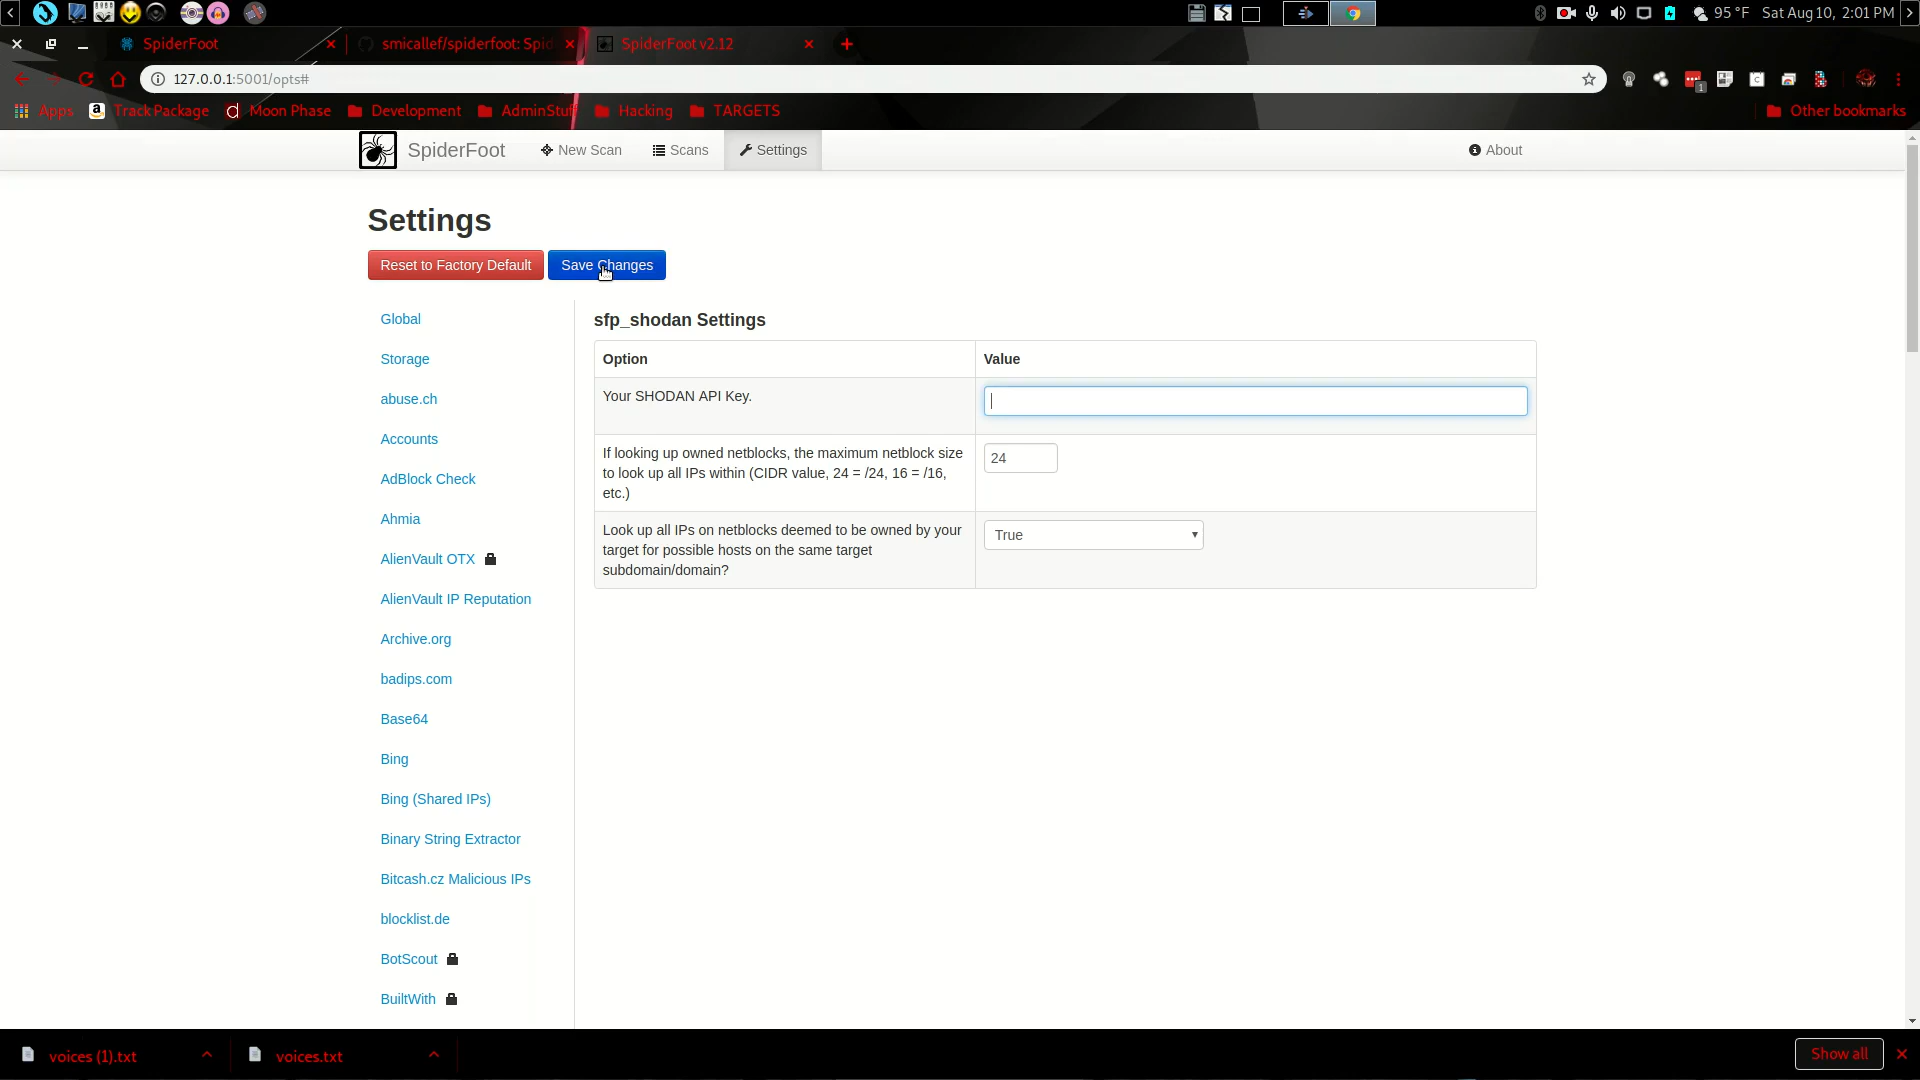 95 °F Sat Aug 10, 2:01 PM
SpiderFoot
smicallef/spiderfoot: Spid
SpiderFoot v2.12
127.0.0.1:5001/opts#
1
Apps
Track Package
Moon Phase
Development
AdminStuff
Hacking
TARGETS
Other bookmarks
SpiderFoot
New Scan
Scans
Settings
About
Settings
Reset to Factory Default
Save Changes
Global
Storage
abuse.ch
Accounts
AdBlock Check
Ahmia
AlienVault OTX
AlienVault IP Reputation
Archive.org
badips.com
Base64
Bing
Bing (Shared IPs)
Binary String Extractor
Bitcash.cz Malicious IPs
blocklist.de
BotScout
BuiltWith
sfp_shodan Settings
Option Value
Your SHODAN API Key.
If looking up owned netblocks, the maximum netblock size
to look up all IPs within (CIDR value, 24 = /24, 16 = /16,
etc.)
24
Look up all IPs on netblocks deemed to be owned by your
target for possible hosts on the same target
subdomain/domain?
True
voices (1).txt
voices.txt
Show all